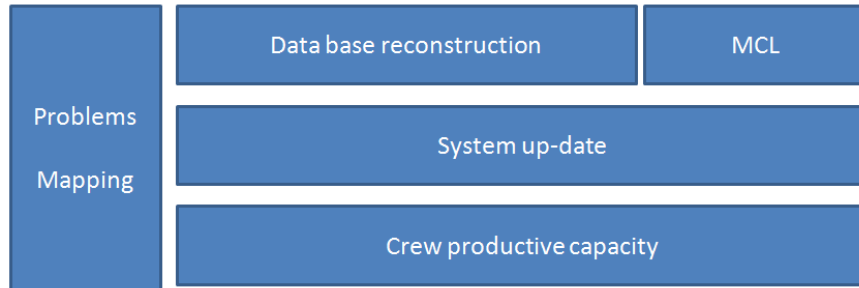 Problems
Mapping
Data base reconstruction
MCL
System up-date
Crew productive capacity